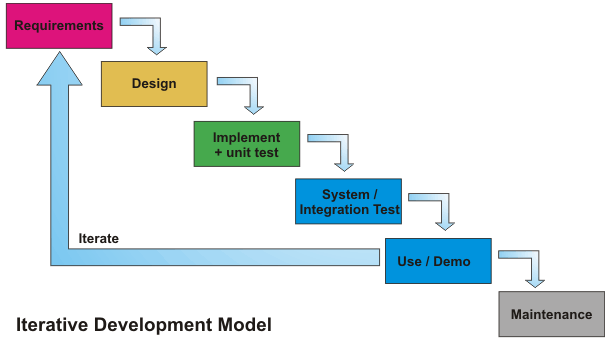 Requirements
Design
Implement
+ unit test
System /
Integration Test
Iterate
Use / Demo
Maintenance
Iterative Development Model